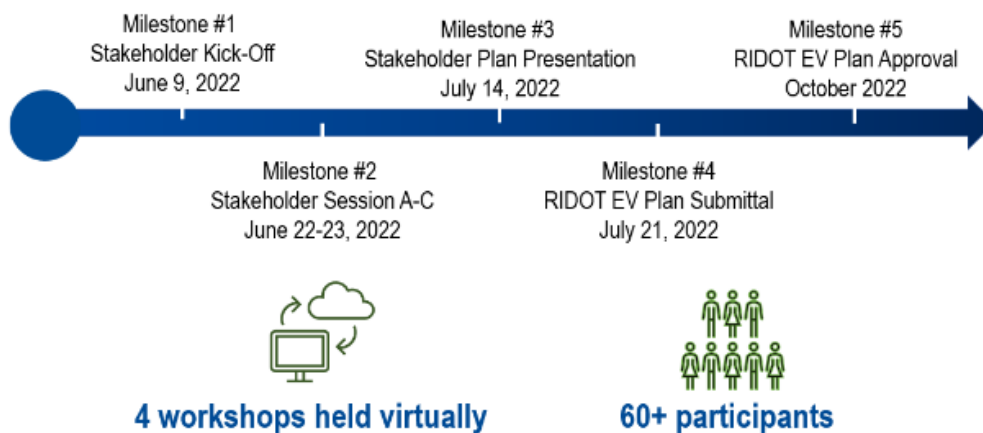 Milestone #1
Stakeholder Kick-Off
June 9, 2022
Milestone #3
Stakeholder Plan Presentation
July 14, 2022
Milestone #5
RIDOT EV Plan Approval
October 2022
Milestone #2
Stakeholder Session A-C
June 22-23, 2022
Milestone #4
RIDOT EV Plan Submittal
July 21, 2022
4 workshops held virtually
60+ participants